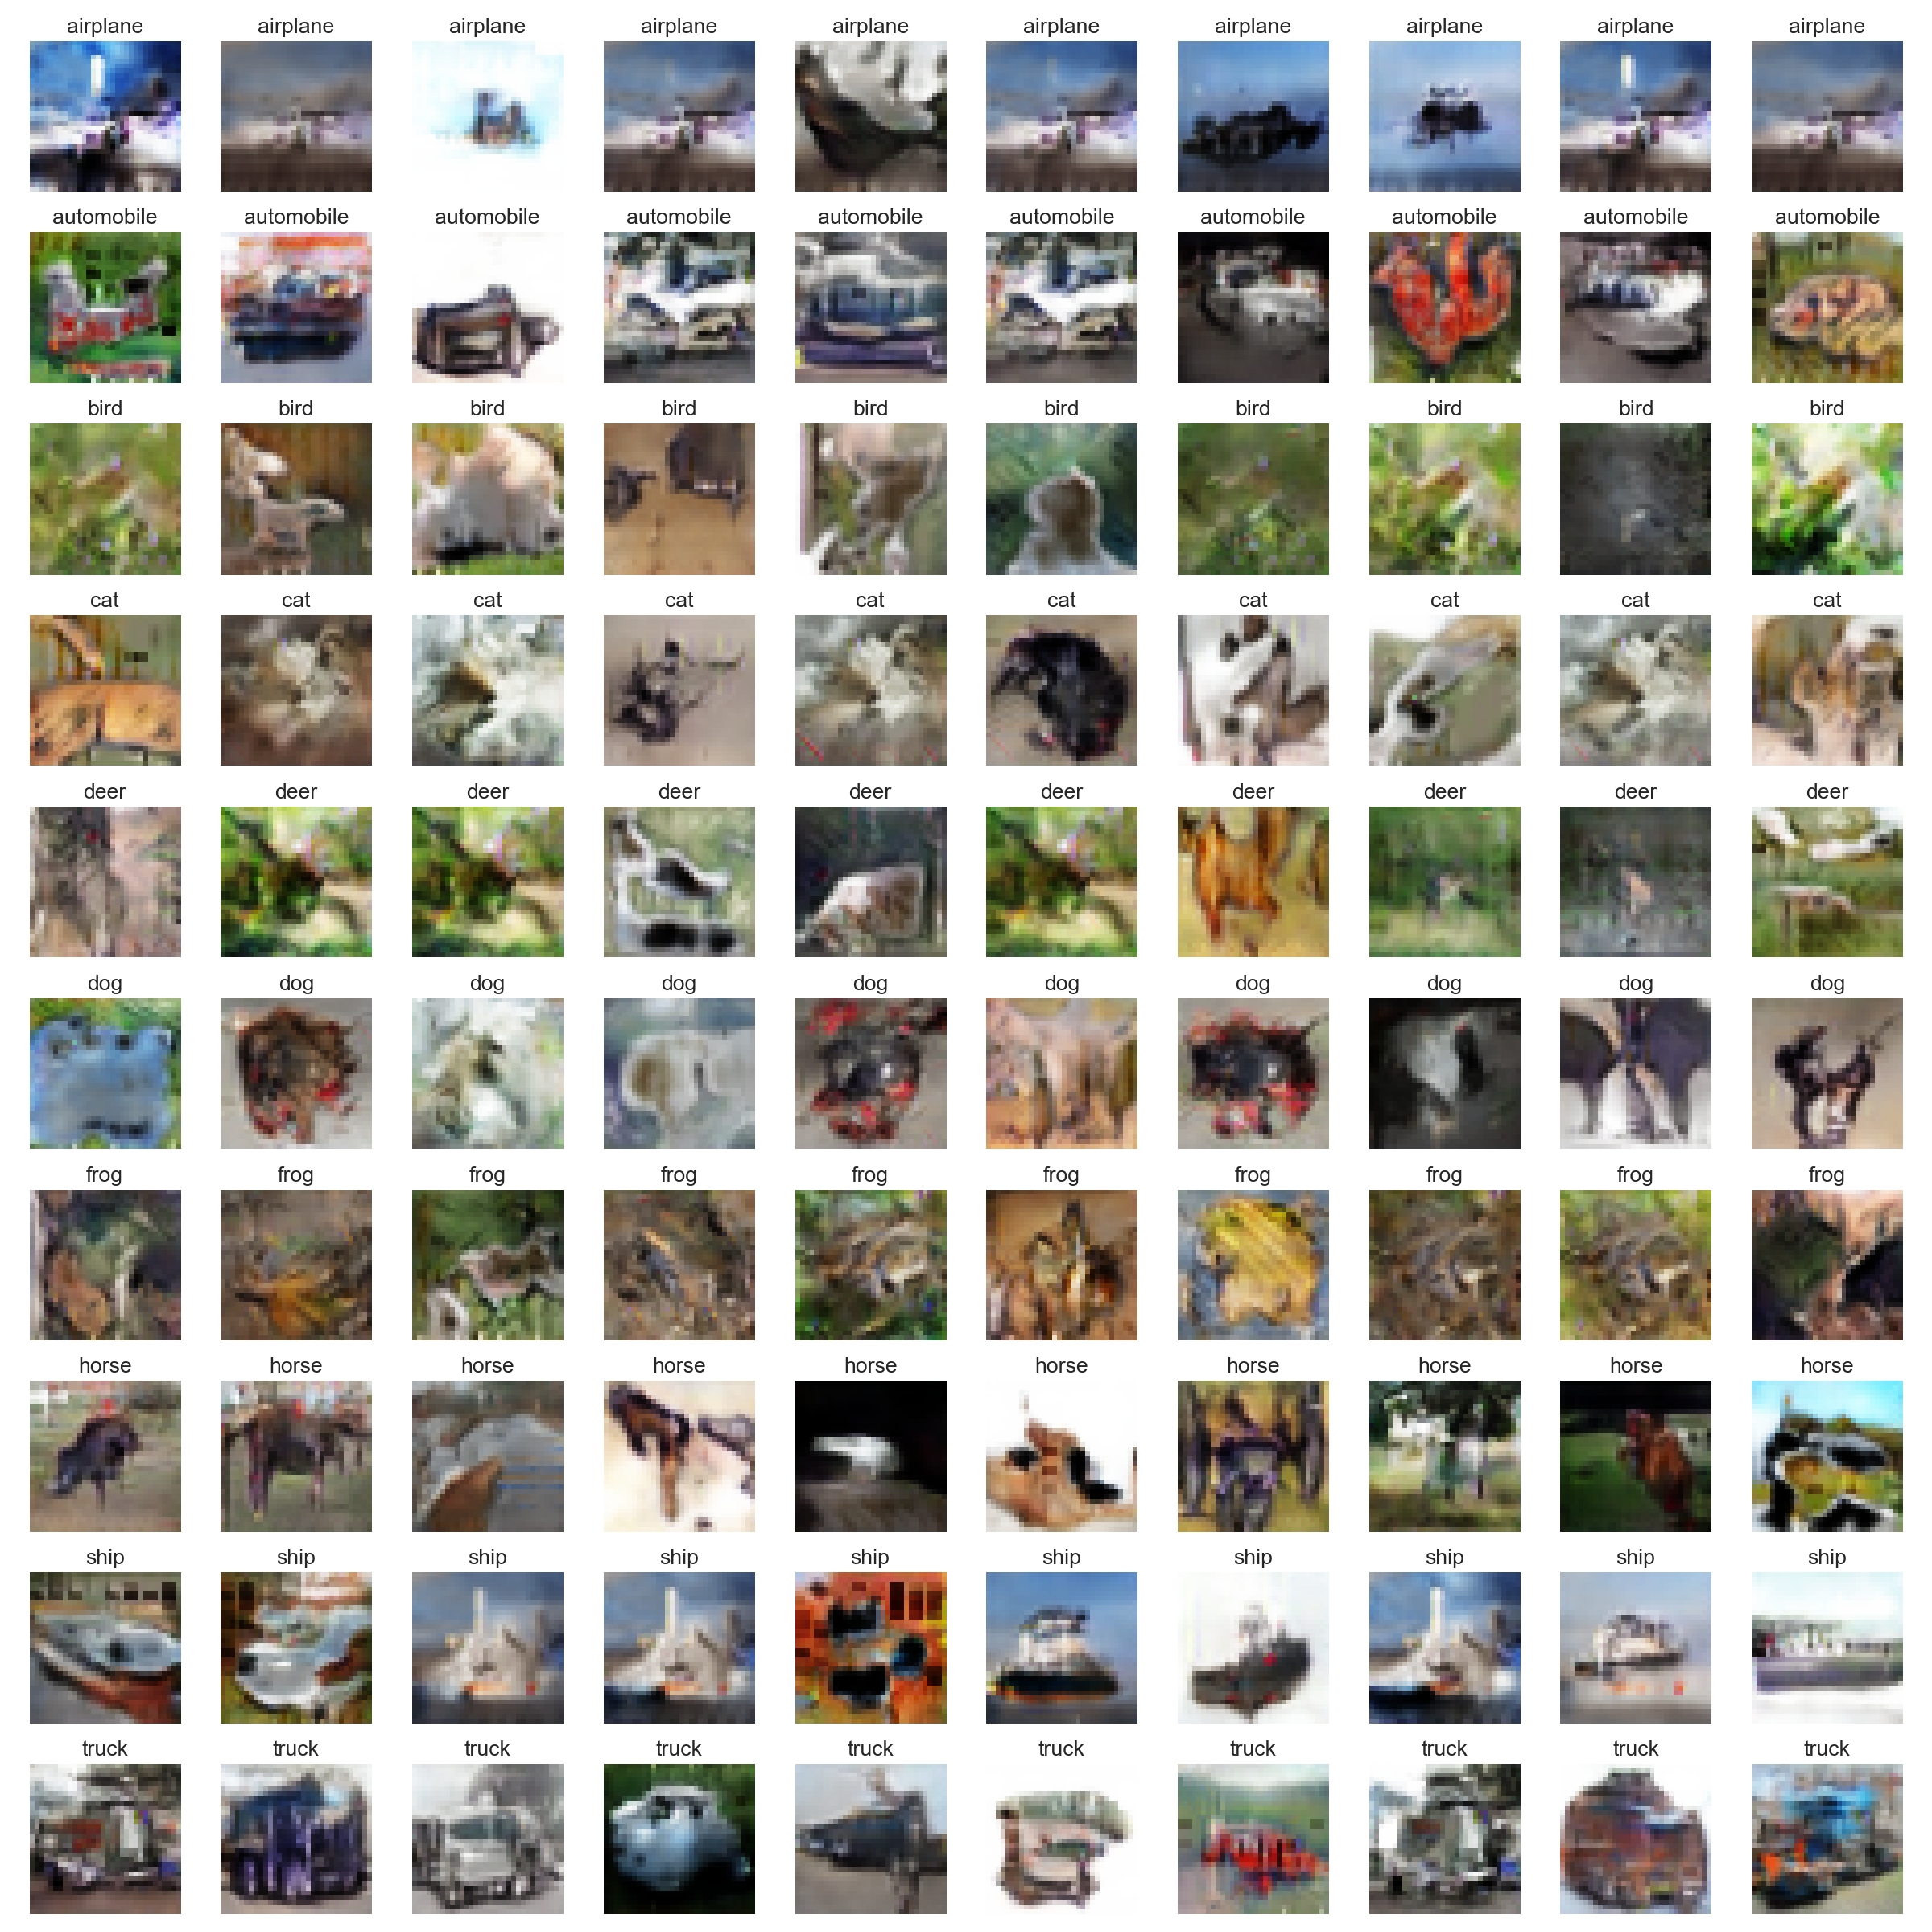 airplane airplane airplane airplane airplane airplane airplane airplane airplane airplane
automobile automobile automobile automobile automobile automobile automobile automobile automobile automobile
bird bird bird bird bird bird bird bird bird bird
cat cat cat cat cat cat cat cat cat cat
deer deer deer deer deer deer deer deer deer deer
dog dog dog dog dog dog dog dog dog dog
frog frog frog frog frog frog frog frog frog frog
horse horse horse horse horse horse horse horse horse horse
ship ship ship ship ship ship ship ship ship ship
truck truck truck truck truck truck truck truck truck truck